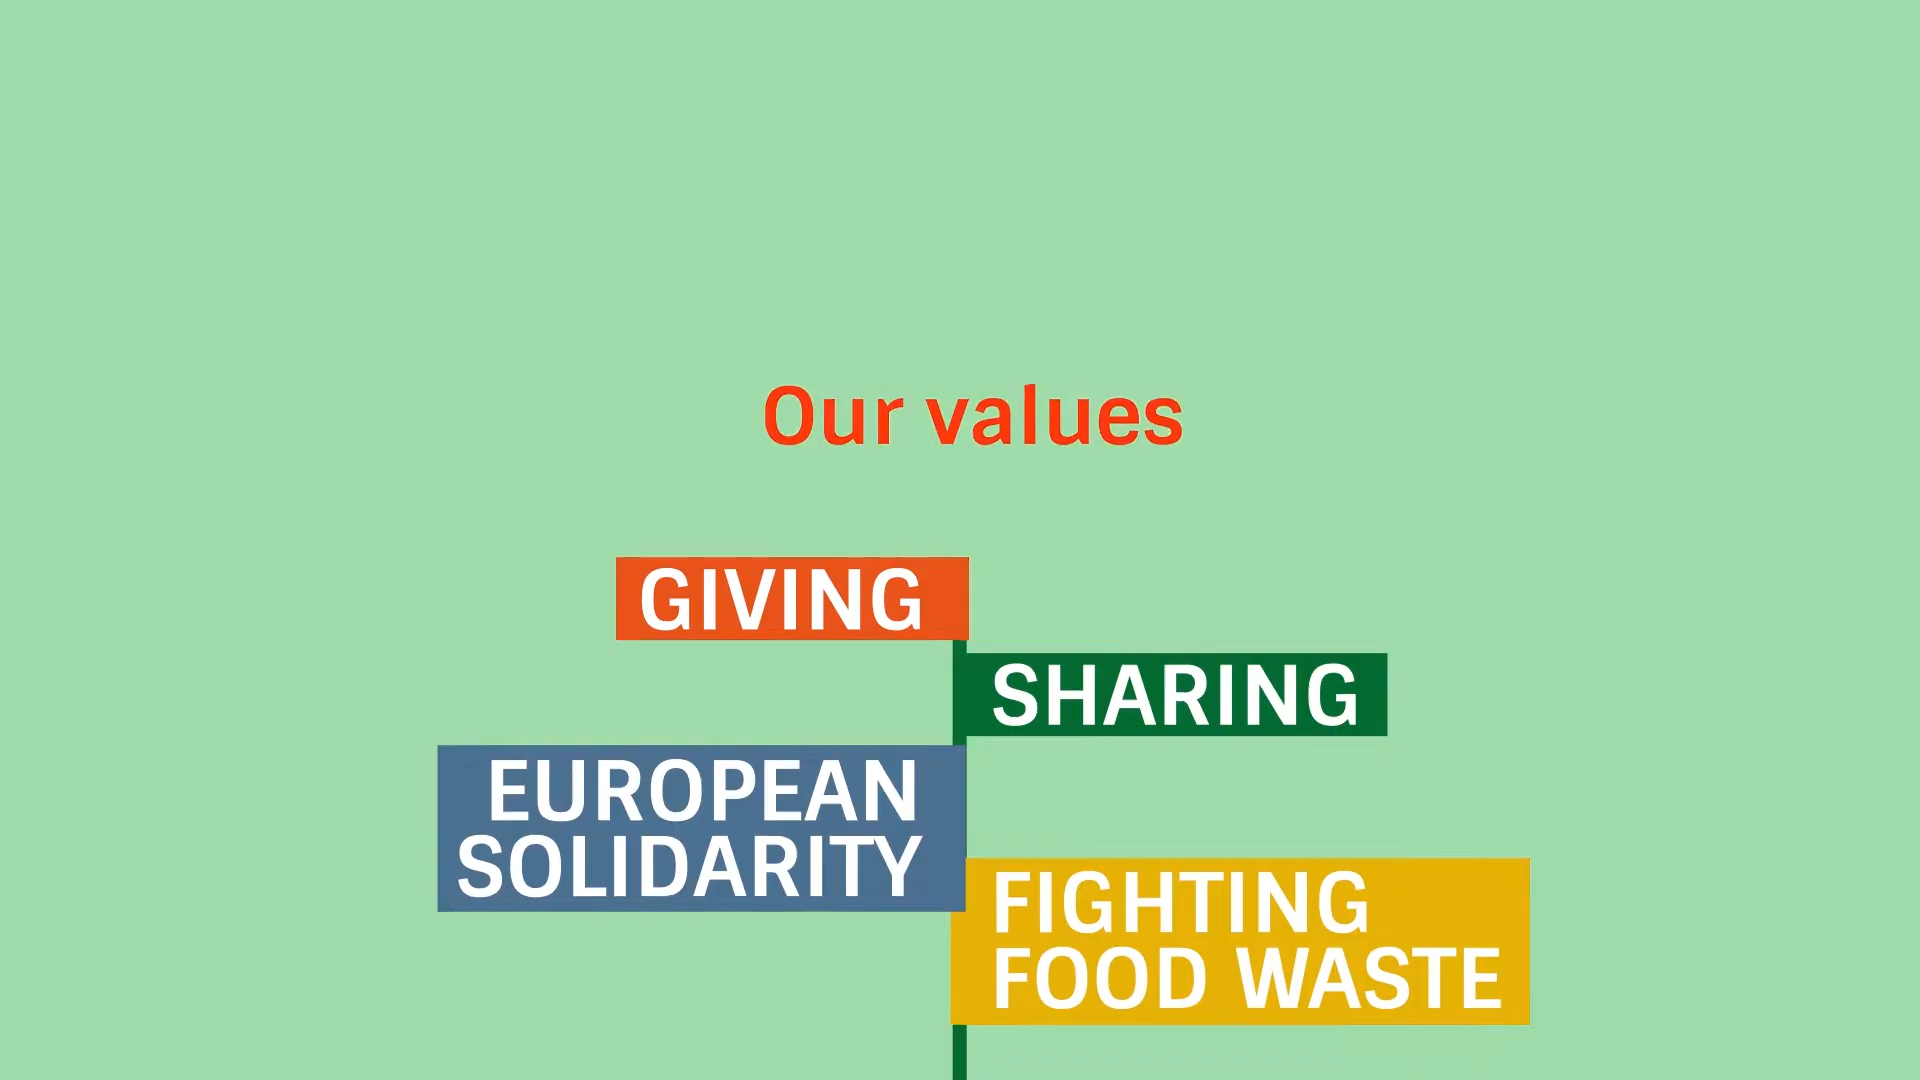 Our values
GIVING
SHARING
EUROPEAN
SOLIDARITY
FIGHTING
FOOD WASTE